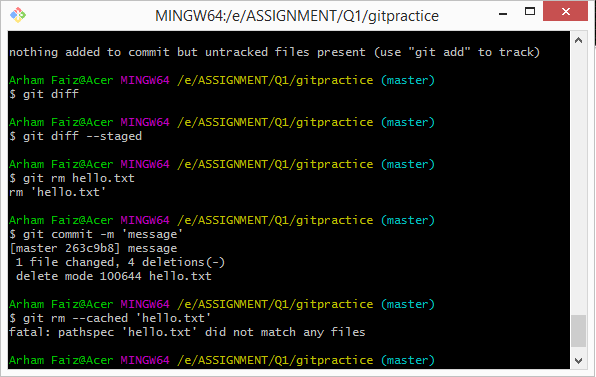 MINGW64:/e/ASSIGNMENT/Q1/gitpractice
nothing added to commit but untracked files present (use "git add" to track)
Arham Faiz@Acer MINGW64 /e/ASSIGNMENT/Q1/gitpractice (master)
$ git diff
Arham Faiz@Acer MINGW64 /e/ASSIGNMENT/Q1/gitpractice (master)
$ git diff --staged
Arham Faiz@Acer MINGW64 /e/ASSIGNMENT/Q1/gitpractice (master)
$ git rm hello.txt
rm 'hello.txt'
Arham Faiz@Acer MINGW64 /e/ASSIGNMENT/Q1/gitpractice (master)
$ git commit -m 'message'
[master 263c9b8] message
 1 file changed, 4 deletions(-)
 delete mode 100644 hello.txt
Arham Faiz@Acer MINGW64 /e/ASSIGNMENT/Q1/gitpractice (master)
$ git rm --cached 'hello.txt'
fatal: pathspec 'hello.txt' did not match any files
Arham Faiz@Acer MINGW64 /e/ASSIGNMENT/Q1/gitpractice (master)